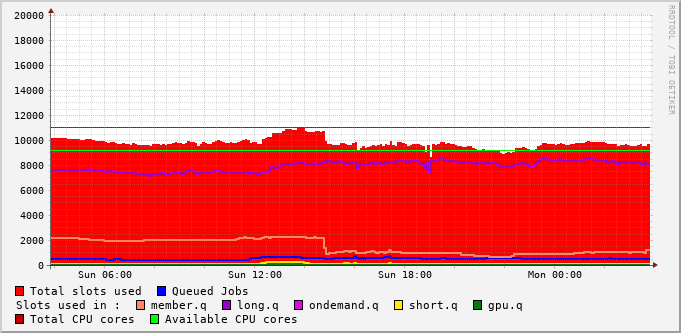 20000
18000
16000
14000
12000
10000
8000
6000
4000
2000
0
Sun 06:00 Sun 12:00 Sun 18:00 Mon 00:00
Total slots used Queued Jobs
Slots used in : member.q long.q ondemand.q short.q gpu.q
Total CPU cores Available CPU cores
RRDTOOL / TOBI OETIKER